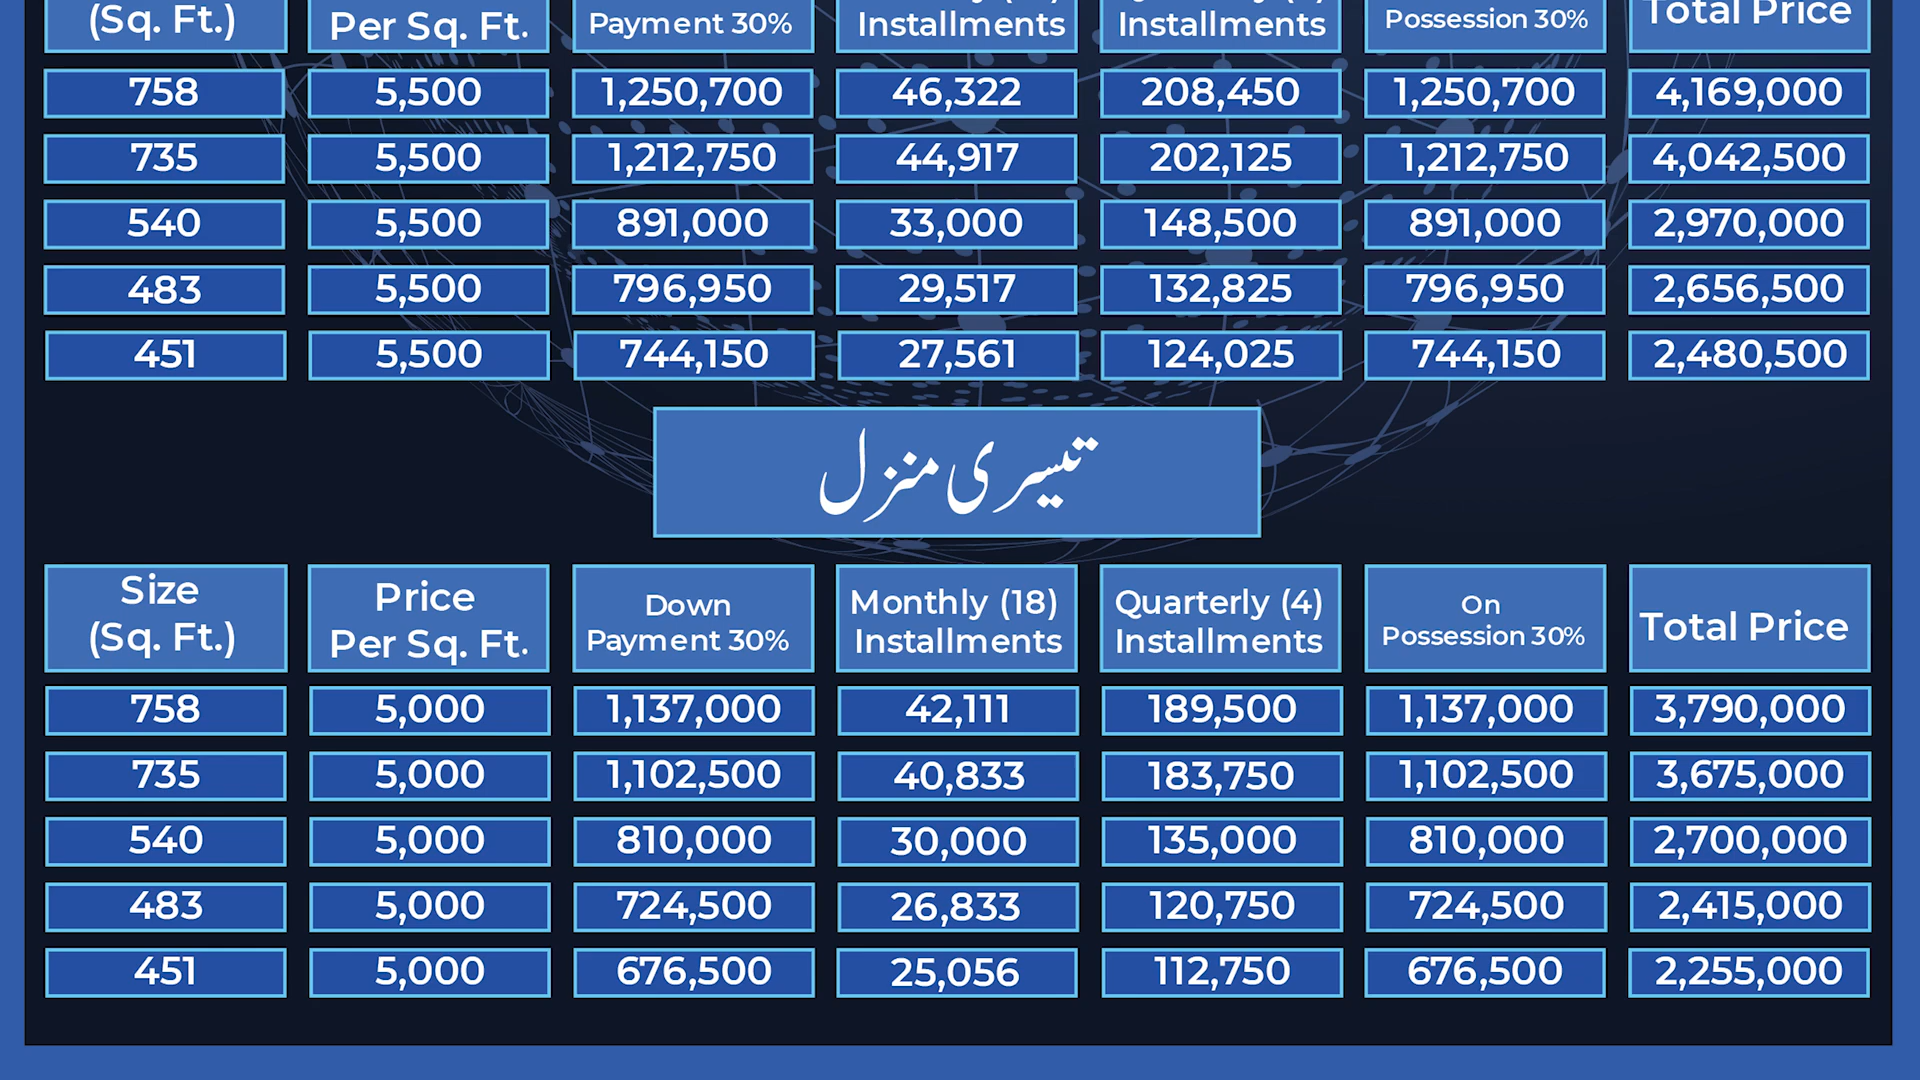 (Sq. Ft.) Per Sq. Ft. Payment 30% Installments Installments Possession 30% Total Price
758 5,500 1,250,700 46,322 208,450 1,250,700 4,169,000
735 5,500 1,212,750 44,917 202,125 1,212,750 4,042,500
540 5,500 891,000 33,000 148,500 891,000 2,970,000
483 5,500 796,950 29,517 132,825 796,950 2,656,500
451 5,500 744,150 27,561 124,025 744,150 2,480,500
تیسری منزل
Size Price Down Monthly (18) Quarterly (4) On Total Price
(Sq. Ft.) Per Sq. Ft. Payment 30% Installments Installments Possession 30%
758 5,000 1,137,000 42,111 189,500 1,137,000 3,790,000
735 5,000 1,102,500 40,833 183,750 1,102,500 3,675,000
540 5,000 810,000 30,000 135,000 810,000 2,700,000
483 5,000 724,500 26,833 120,750 724,500 2,415,000
451 5,000 676,500 25,056 112,750 676,500 2,255,000